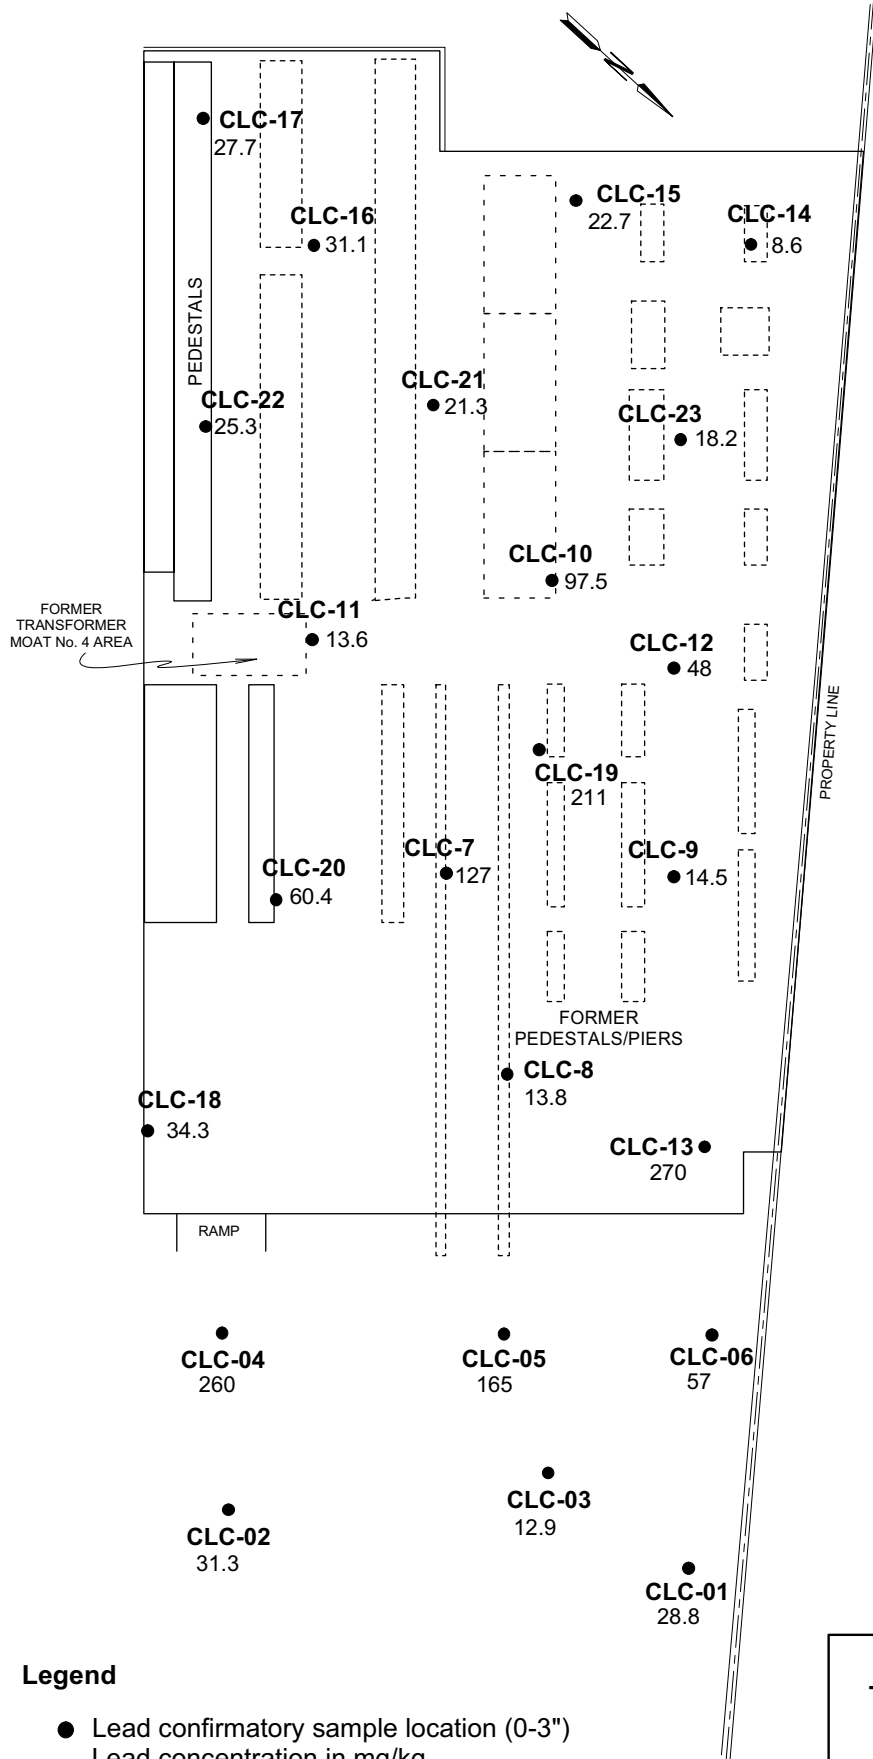 N
CLC-17
27.7
CLC-16
31.1
CLC-15
22.7
CLC-14
8.6
PEDESTALS
CLC-22
25.3
CLC-21
21.3
CLC-23
18.2
CLC-10
97.5
FORMER
TRANSFORMER
MOAT No. 4 AREA
CLC-11
13.6
CLC-12
48
PROPERTY LINE
CLC-19
211
CLC-20
60.4
CLC-7
127
CLC-9
14.5
FORMER
PEDESTALS/PIERS
CLC-8
13.8
CLC-18
34.3
CLC-13
270
RAMP
CLC-04
260
CLC-05
165
CLC-06
57
CLC-03
12.9
CLC-02
31.3
CLC-01
28.8
Legend
Lead confirmatory sample location (0-3")
Lead concentration in mg/kg